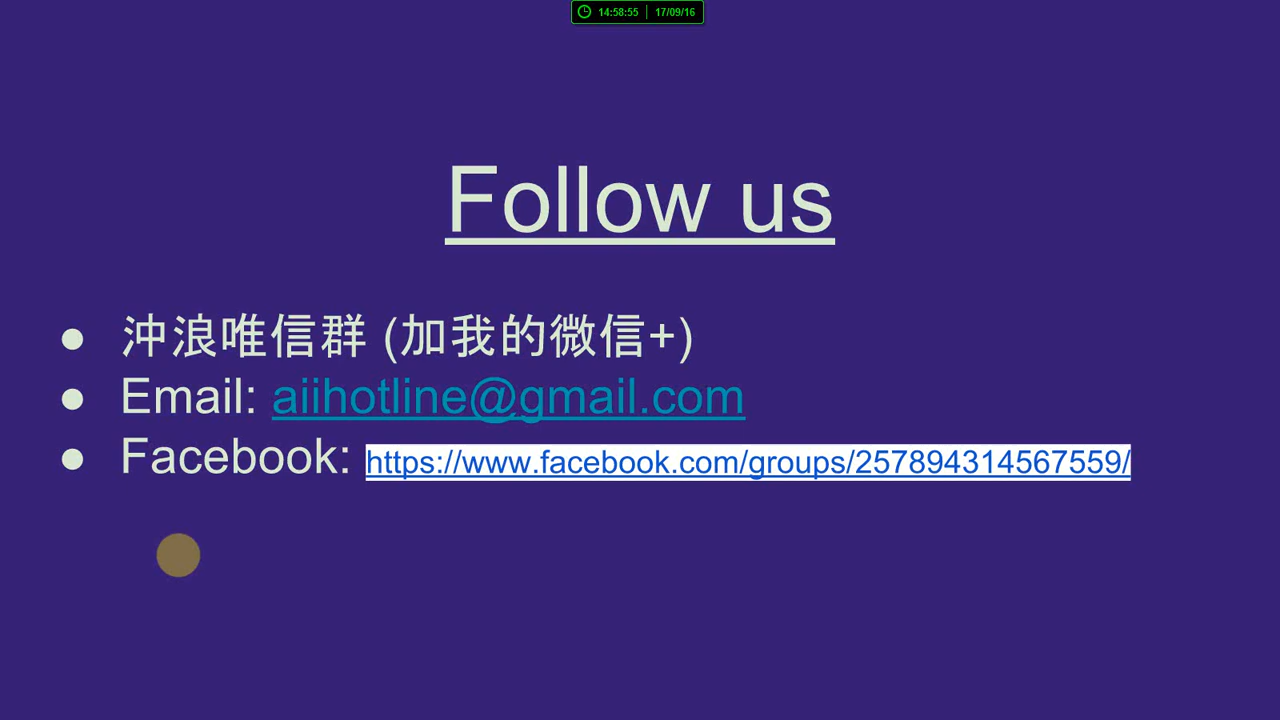 14:58:55 | 17/09/16
Follow us
● 沖浪唯信群 (加我的微信+)
● Email: aiihotline@gmail.com
● Facebook: https://www.facebook.com/groups/257894314567559/